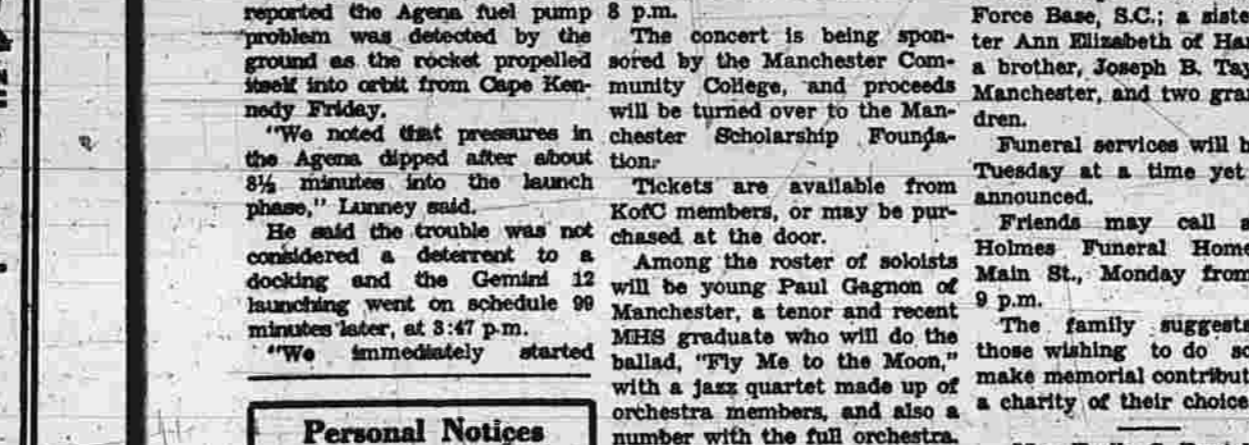 reported the Agena fuel pump
problem was detected by the
ground as the rocket propelled
itself into orbit from Cape Ken-
nedy Friday.
"We noted that pressures in
the Agena dipped after about
8½ minutes into the launch
phase," Lunney said.
He said the trouble was not
considered a deterrent to a
docking and the Gemini 12
launching went on schedule 99
minutes later, at 3:47 p.m.
"We immediately started
Personal Notices
8 p.m.
The concert is being spon-
sored by the Manchester Com-
munity College, and proceeds
will be turned over to the Man-
chester Scholarship Founda-
tion.
Tickets are available from
KofC members, or may be pur-
chased at the door.
Among the roster of soloists
will be young Paul Gagnon of
Manchester, a tenor and recent
MHS graduate who will do the
ballad, "Fly Me to the Moon,"
with a jazz quartet made up of
orchestra members, and also a
number with the full orchestra.
Force Base, S.C.; a siste
ter Ann Elizabeth of Ha
a brother, Joseph B. Tay
Manchester, and two gra
dren.
Funeral services will b
Tuesday at a time yet
announced.
Friends may call a
Holmes Funeral Home
Main St., Monday from
9 p.m.
The family suggests
those wishing to do so
make memorial contribut
a charity of their choice